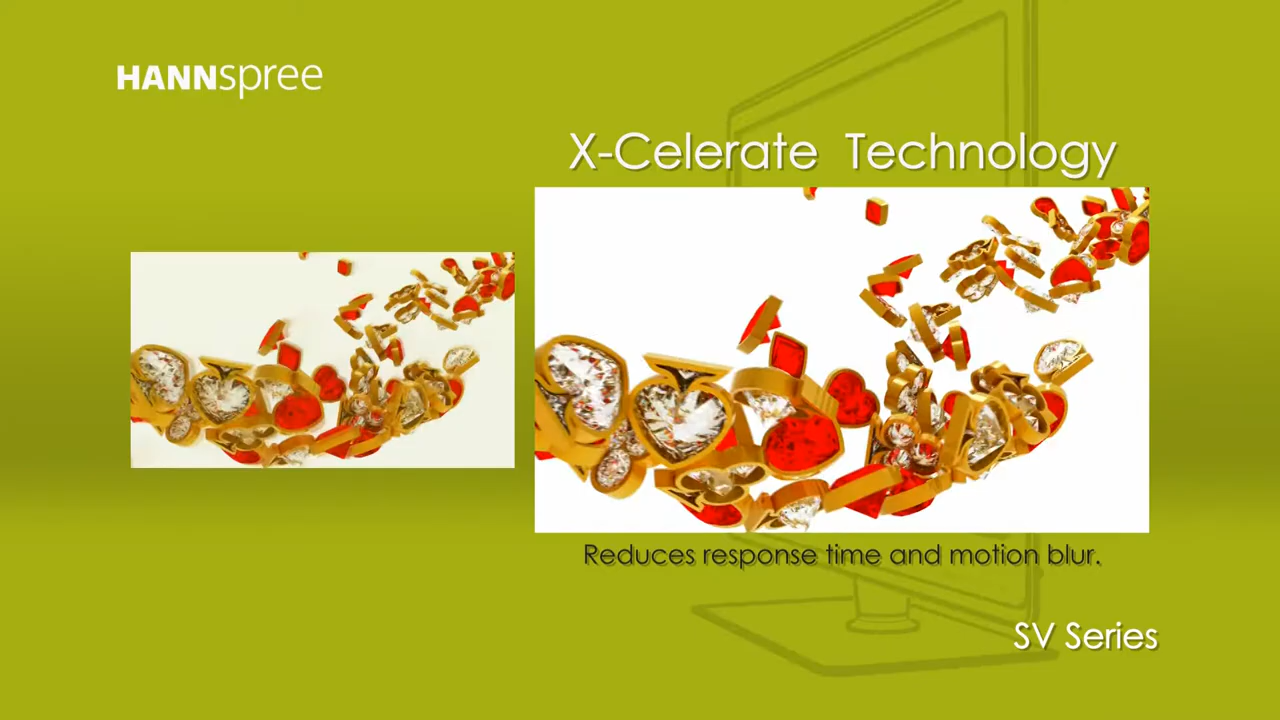 HANNspree
X-Celerate Technology
Reduces response time and motion blur.
SV Series